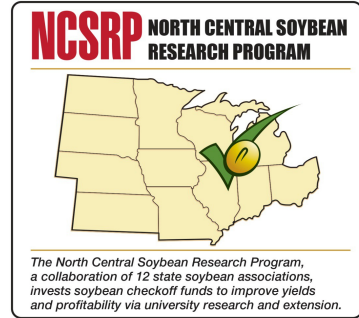 NCSRP NORTH CENTRAL SOYBEAN
RESEARCH PROGRAM
The North Central Soybean Research Program,
a collaboration of 12 state soybean associations,
invests soybean checkoff funds to improve yields
and profitability via university research and extension.